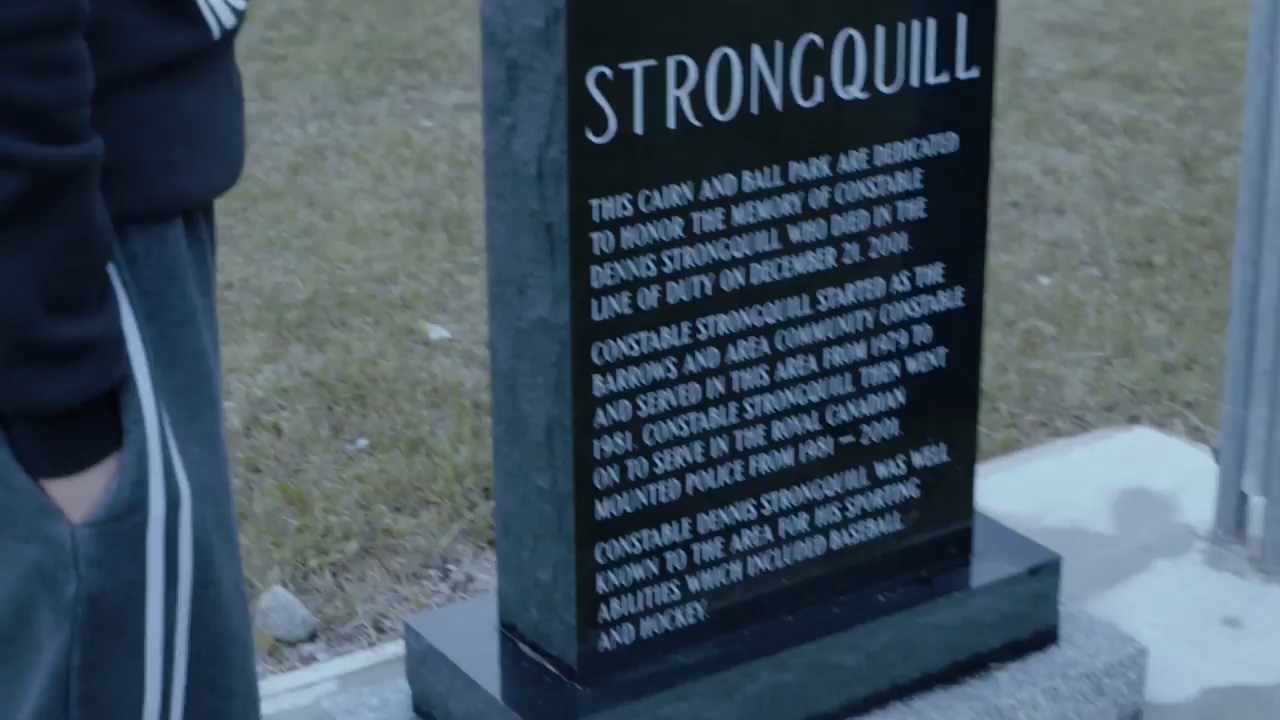 STRONGQUILL
THIS CAIRN AND BALL PARK ARE DEDICATED
TO HONOR THE MEMORY OF CONSTABLE
DENNIS STRONGQUILL WHO DIED IN THE
LINE OF DUTY ON DECEMBER 21, 2001.
CONSTABLE STRONGQUILL STARTED AS THE
BARROWS AND AREA COMMUNITY CONSTABLE
AND SERVED IN THIS AREA FROM 1979 TO
1981. CONSTABLE STRONGQUILL THEN WENT
ON TO SERVE IN THE ROYAL CANADIAN
MOUNTED POLICE FROM 1981 – 2001.
CONSTABLE DENNIS STRONGQUILL WAS WELL
KNOWN TO THE AREA FOR HIS SPORTING
ABILITIES WHICH INCLUDED BASEBALL
AND HOCKEY.